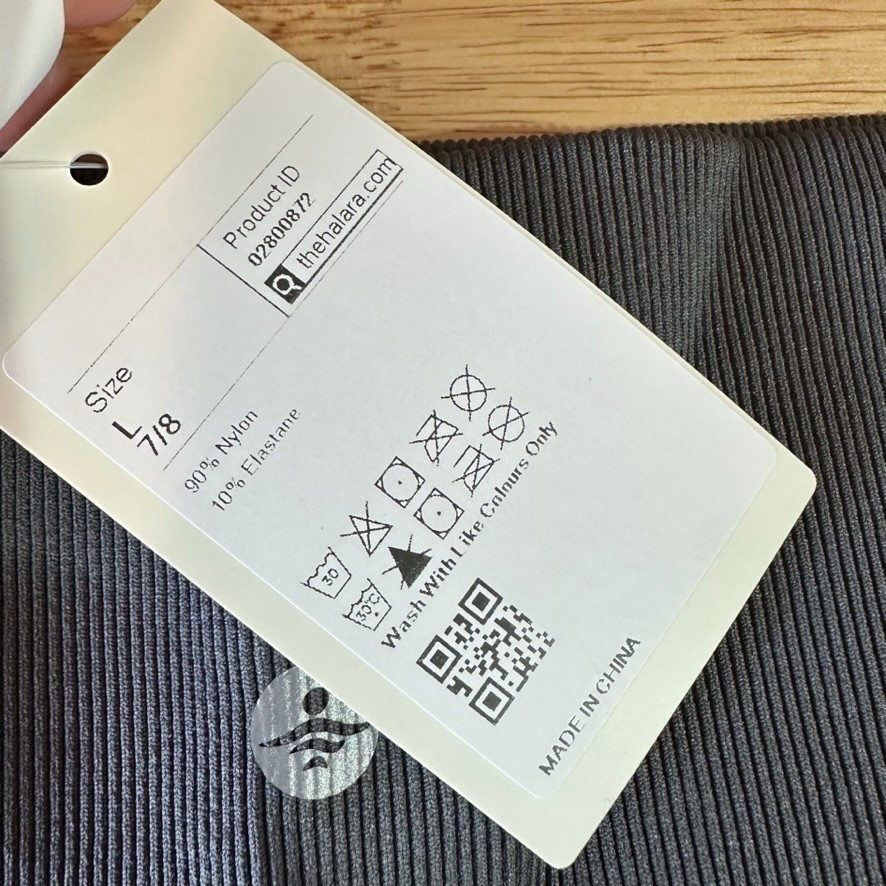 Product ID
02800872
thehalara.com
Size
L
7/8
90% Nylon
10% Elastane
30
30°C
Wash With Like Colours Only
MADE IN CHINA